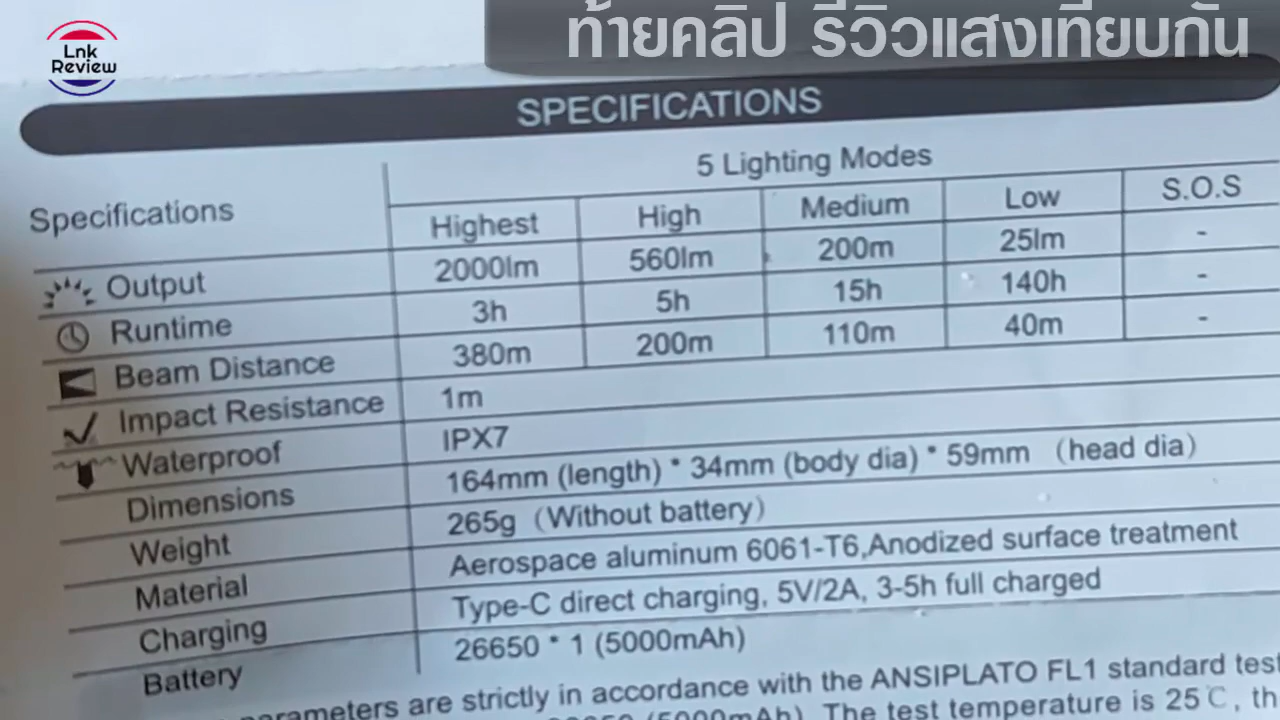 ท้ายคลิป รีวิวแสงเทียบกัน
Lnk
Review
SPECIFICATIONS
Specifications
5 Lighting Modes
Highest High Medium Low S.O.S
Output 2000lm 560lm 200m 25lm -
Runtime 3h 5h 15h 140h -
Beam Distance 380m 200m 110m 40m -
Impact Resistance 1m
Waterproof IPX7
Dimensions 164mm (length) * 34mm (body dia) * 59mm (head dia)
Weight 265g (Without battery)
Material Aerospace aluminum 6061-T6,Anodized surface treatment
Charging Type-C direct charging, 5V/2A, 3-5h full charged
Battery 26650 * 1 (5000mAh)
are strictly in accordance with the ANSIPLATO FL1 standard test
(5000mAh). The test temperature is 25℃, th